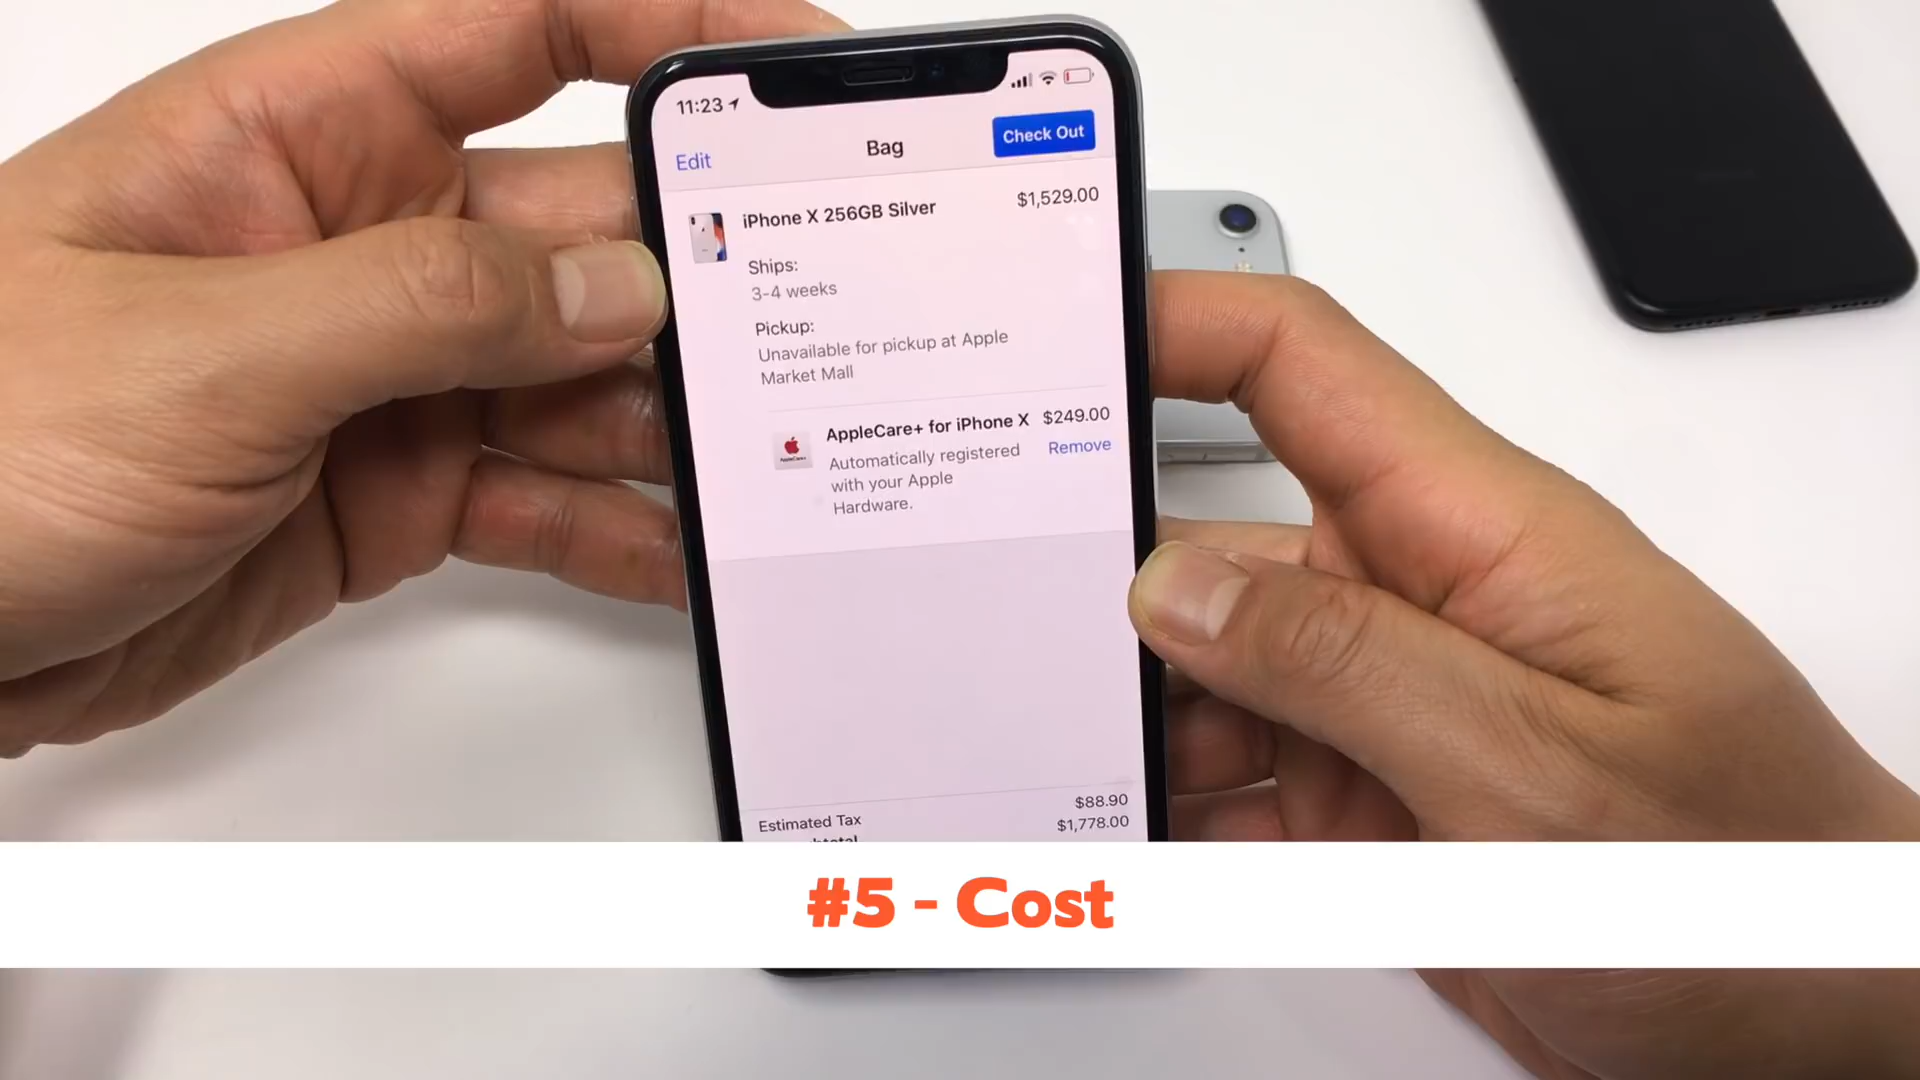 11:23
Edit
Bag
Check Out
iPhone X 256GB Silver
$1,529.00
Ships:
3-4 weeks
Pickup:
Unavailable for pickup at Apple
Market Mall
AppleCare+ for iPhone X
$249.00
Automatically registered
with your Apple
Hardware.
Remove
Estimated Tax
$88.90
$1,778.00
#5 - Cost